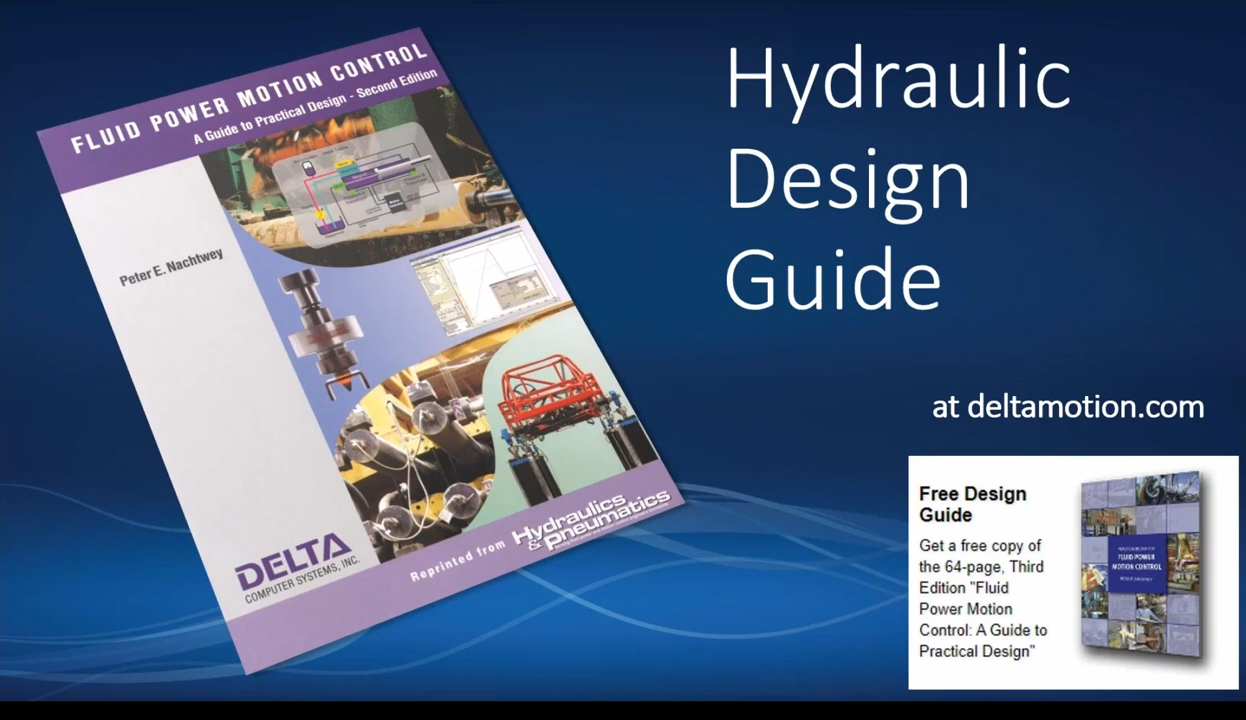 FLUID POWER MOTION CONTROL
A Guide to Practical Design - Second Edition
Peter E. Nachtwey
DELTA
COMPUTER SYSTEMS, INC.
Reprinted from Hydraulics
& Pneumatics
Hydraulic
Design
Guide
at deltamotion.com
Free Design
Guide
Get a free copy of
the 64-page, Third
Edition "Fluid
Power Motion
Control: A Guide to
Practical Design"
FLUID POWER
MOTION CONTROL